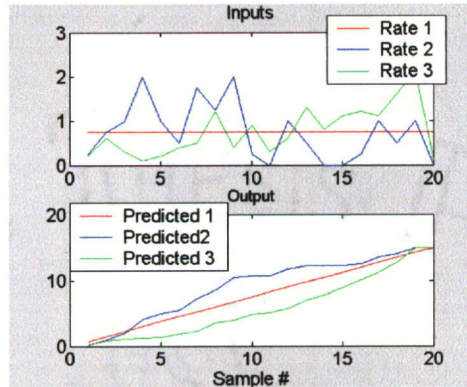 Inputs
3
2
1
0
Rate 1
Rate 2
Rate 3
0 5 10 15 20
Output
20
10
0
Predicted 1
Predicted2
Predicted 3
0 5 10 15 20
Sample #